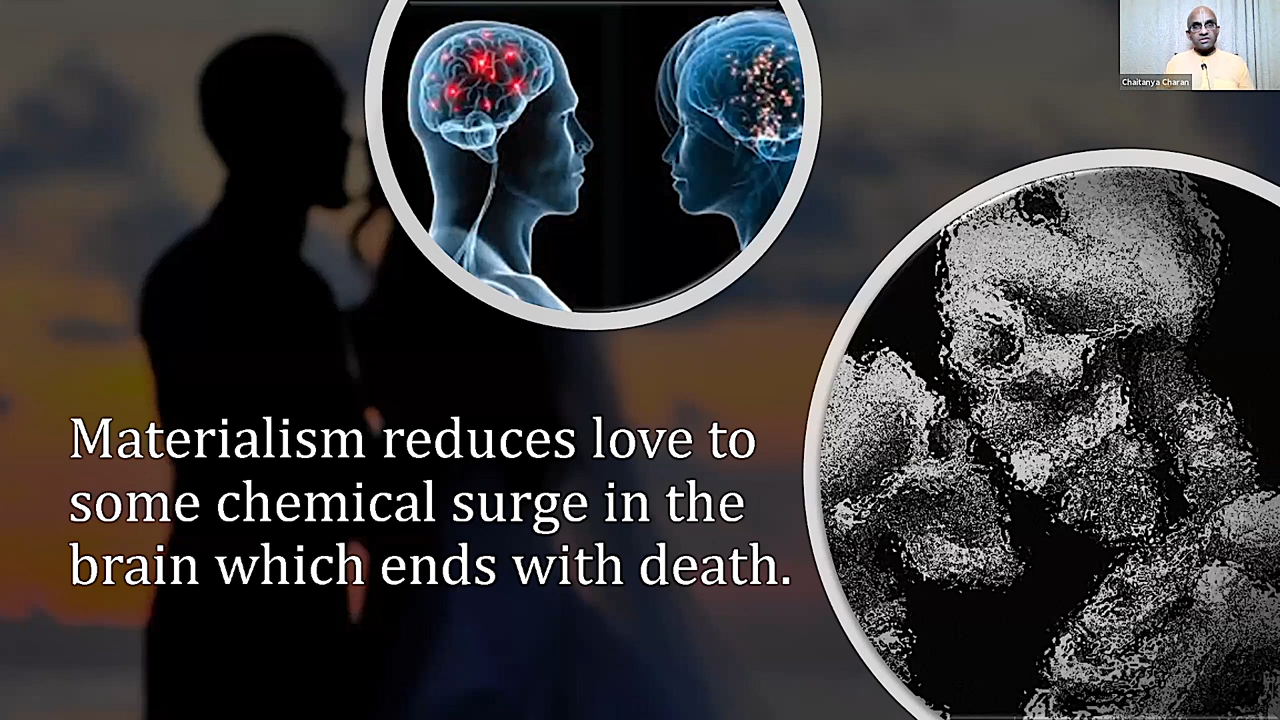 Chaitanya Charan
Materialism reduces love to
some chemical surge in the
brain which ends with death.